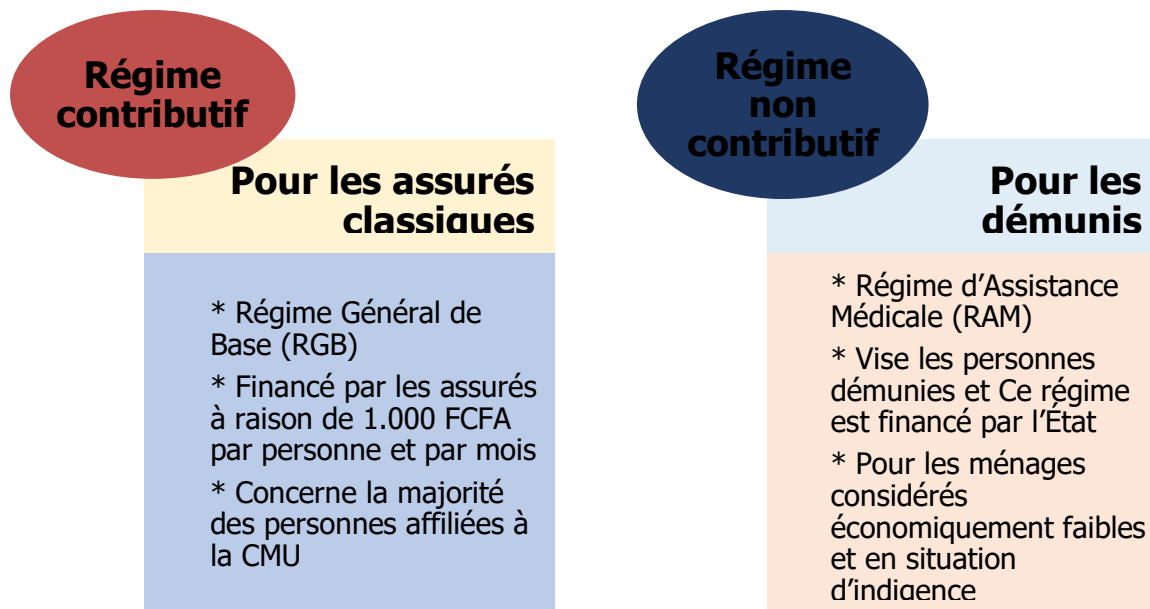 Régime
contributif
Pour les assurés
classiques
* Régime Général de
Base (RGB)
* Financé par les assurés
à raison de 1.000 FCFA
par personne et par mois
* Concerne la majorité
des personnes affiliées à
la CMU
Régime
non
contributif
Pour les
démunis
* Régime d’Assistance
Médicale (RAM)
* Vise les personnes
démunies et Ce régime
est financé par l’État
* Pour les ménages
considérés
économiquement faibles
et en situation
d’indigence